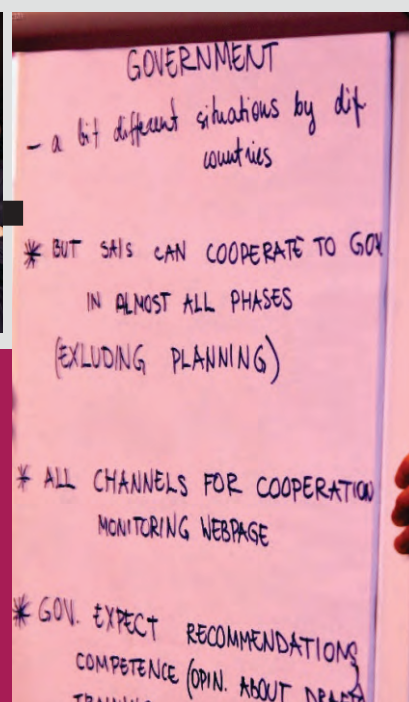 GOVERNMENT
- a bit different situations by dif
countries
* BUT SAIs CAN COOPERATE TO GOV
IN ALMOST ALL PHASES
(EXLUDING PLANNING)
* ALL CHANNELS FOR COOPERATION
MONITORING WEBPAGE
* GOV. EXPECT RECOMMENDATIONS,
COMPETENCE (OPIN. ABOUT DRAFT